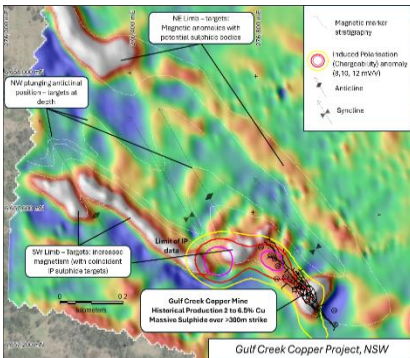 NE Limb – targets:
Magnetic anomalies with
potential sulphide bodies
Magnetic marker
stratigraphy
Induced Polarisation
(Chargeability) anomaly
(8,10, 12 mV/V)
Anticline
Syncline
NW plunging anticlinal
position – targets at
depth
Limit of IP
data
SW Limb – targets: increased
magnetism (with coincident
IP sulphide targets)
0
0.2
kilometers
Gulf Creek Copper Mine
Historical Production 2 to 6.5% Cu
Massive Sulphide over >300m strike
Gulf Creek Copper Project, NSW